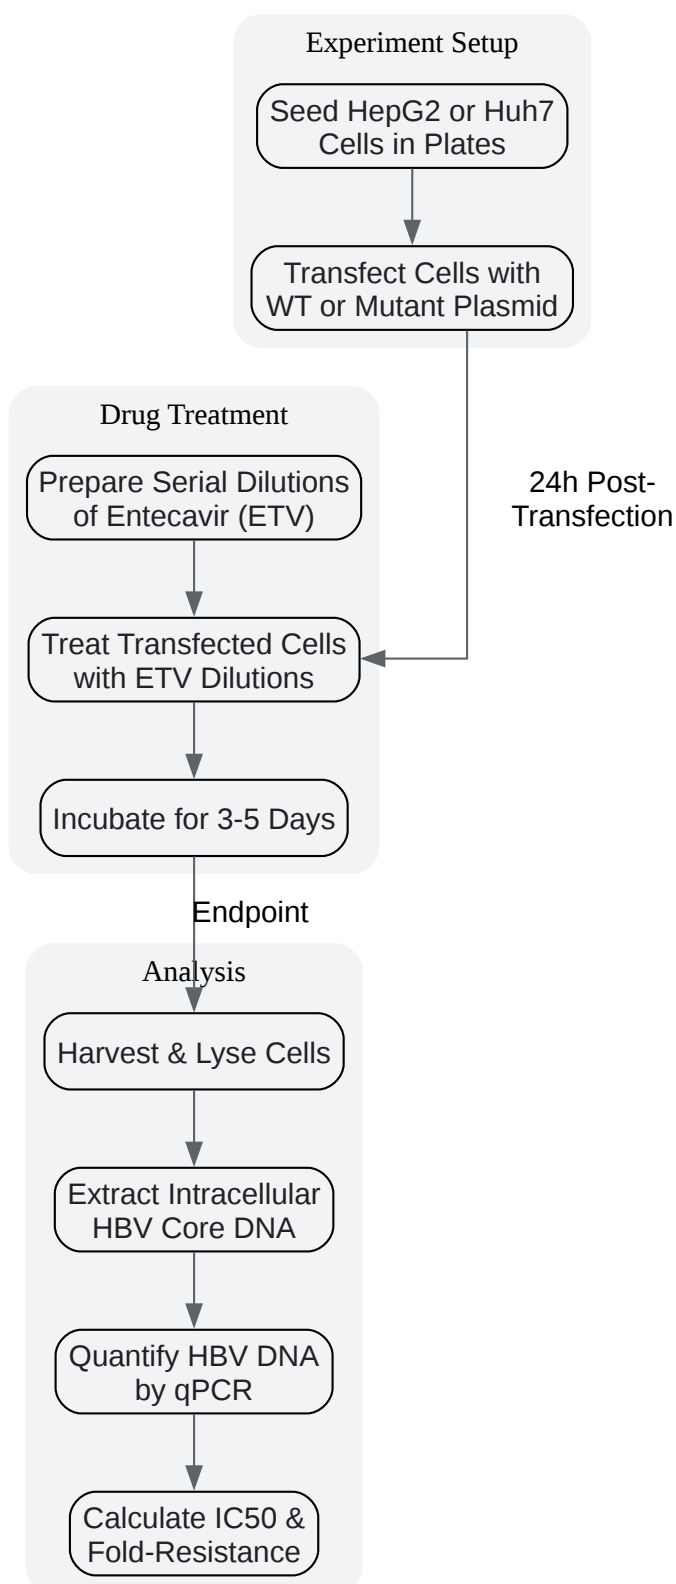 Experiment Setup
Seed HepG2 or Huh7
Cells in Plates
Transfect Cells with
WT or Mutant Plasmid
24h Post-
Transfection
Drug Treatment
Prepare Serial Dilutions
of Entecavir (ETV)
Treat Transfected Cells
with ETV Dilutions
Incubate for 3-5 Days
Endpoint
Analysis
Harvest & Lyse Cells
Extract Intracellular
HBV Core DNA
Quantify HBV DNA
by qPCR
Calculate IC50 &
Fold-Resistance